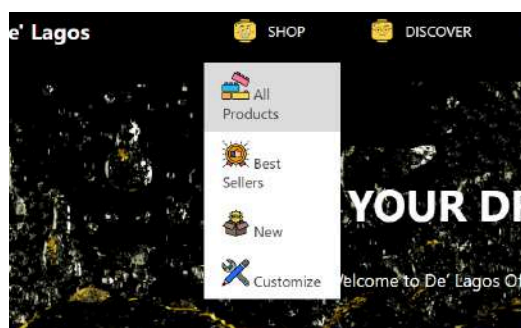 e' Lagos
SHOP
DISCOVER
All
Products
Best
Sellers
New
Customize
YOUR
elcome to De' Lagos